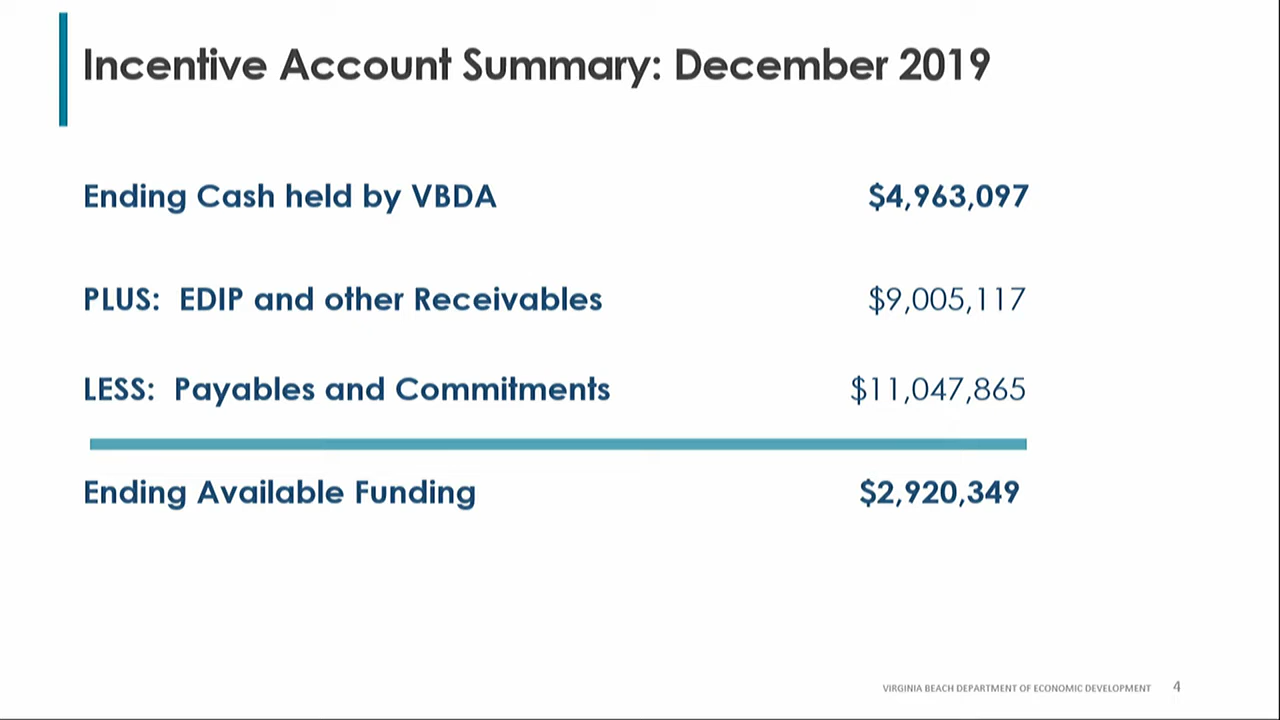 Incentive Account Summary: December 2019
Ending Cash held by VBDA $4,963,097
PLUS: EDIP and other Receivables $9,005,117
LESS: Payables and Commitments $11,047,865
Ending Available Funding $2,920,349
VIRGINIA BEACH DEPARTMENT OF ECONOMIC DEVELOPMENT 4